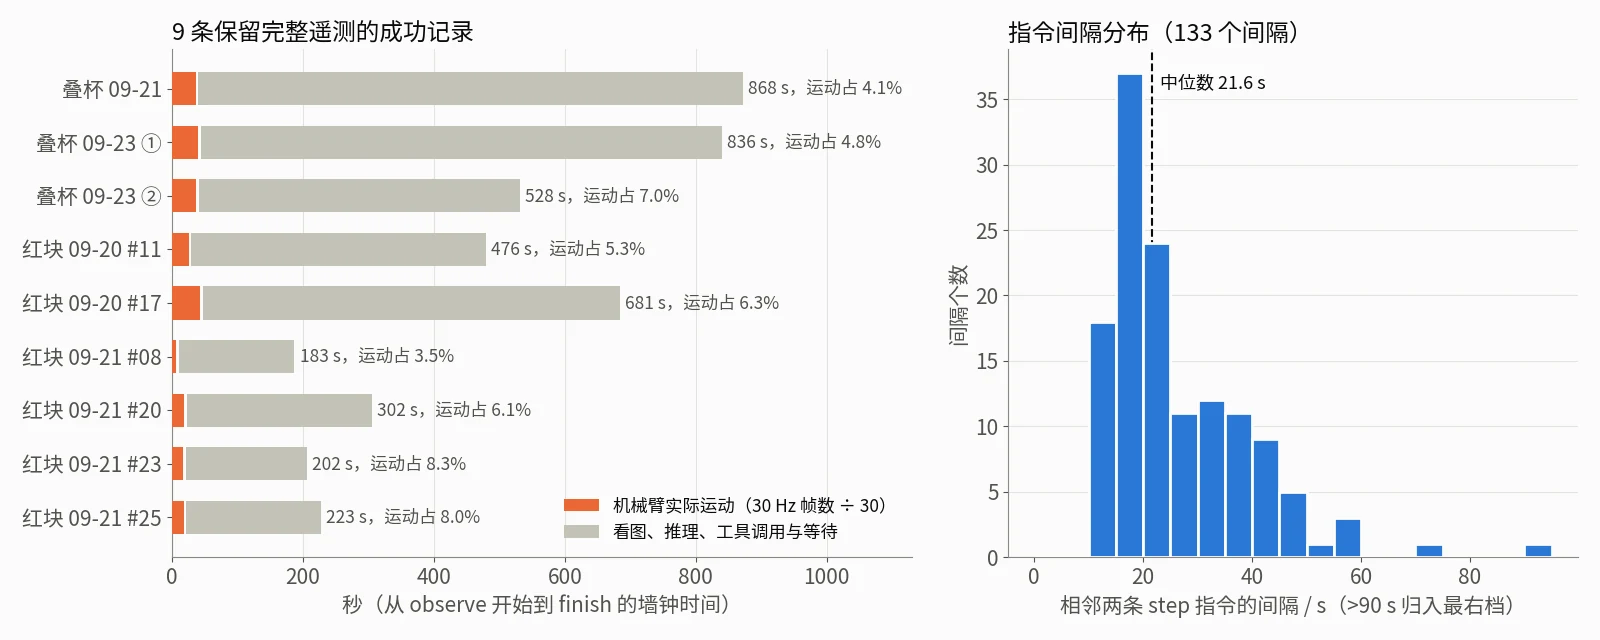 9 条保留完整遥测的成功记录
叠杯 09-21
868 s，运动占 4.1%
叠杯 09-23 ①
836 s，运动占 4.8%
叠杯 09-23 ②
528 s，运动占 7.0%
红块 09-20 #11
476 s，运动占 5.3%
红块 09-20 #17
681 s，运动占 6.3%
红块 09-21 #08
183 s，运动占 3.5%
红块 09-21 #20
302 s，运动占 6.1%
红块 09-21 #23
202 s，运动占 8.3%
红块 09-21 #25
223 s，运动占 8.0%
机械臂实际运动（30 Hz 帧数 ÷ 30）
看图、推理、工具调用与等待
0 200 400 600 800 1000
秒（从 observe 开始到 finish 的墙钟时间）
指令间隔分布（133 个间隔）
中位数 21.6 s
35
30
25
20
15
10
5
0
间隔个数
0 20 40 60 80
相邻两条 step 指令的间隔 / s（>90 s 归入最右档）